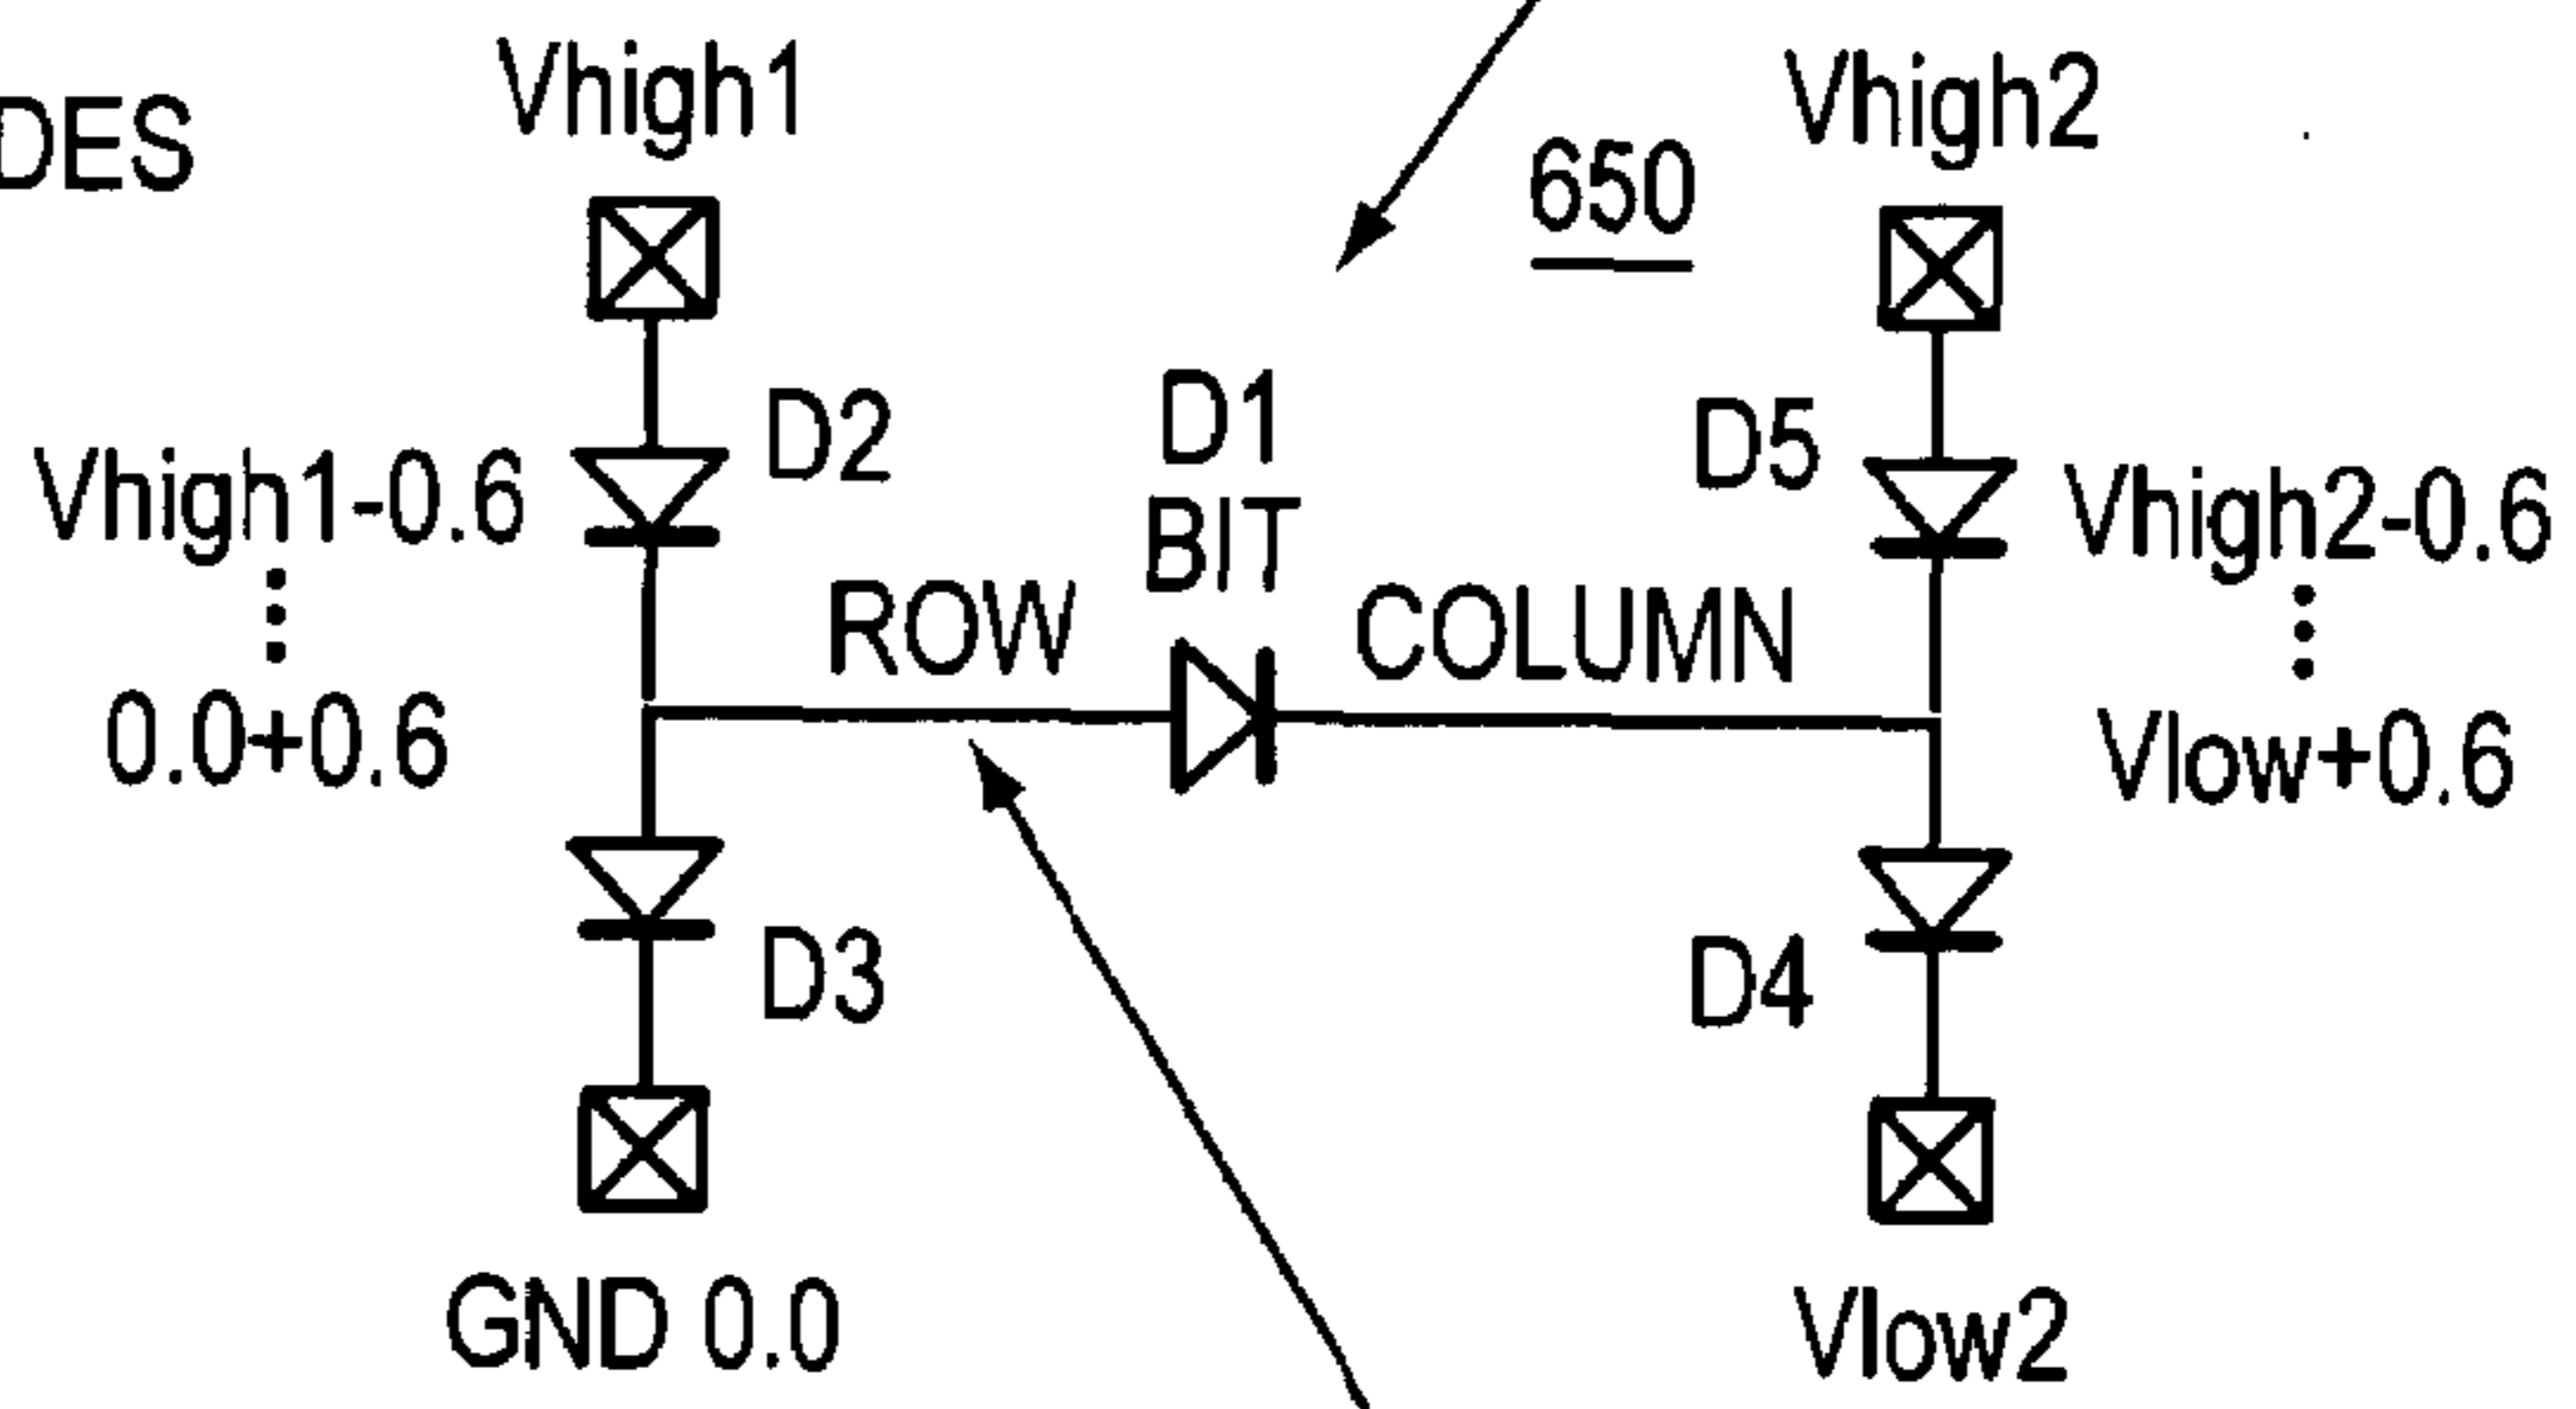 DES
Vhigh1
650
Vhigh2
D2
D1
BIT
D5
Vhigh1-0.6
Vhigh2-0.6
ROW
COLUMN
0.0+0.6
Vlow+0.6
D3
D4
GND 0.0
Vlow2